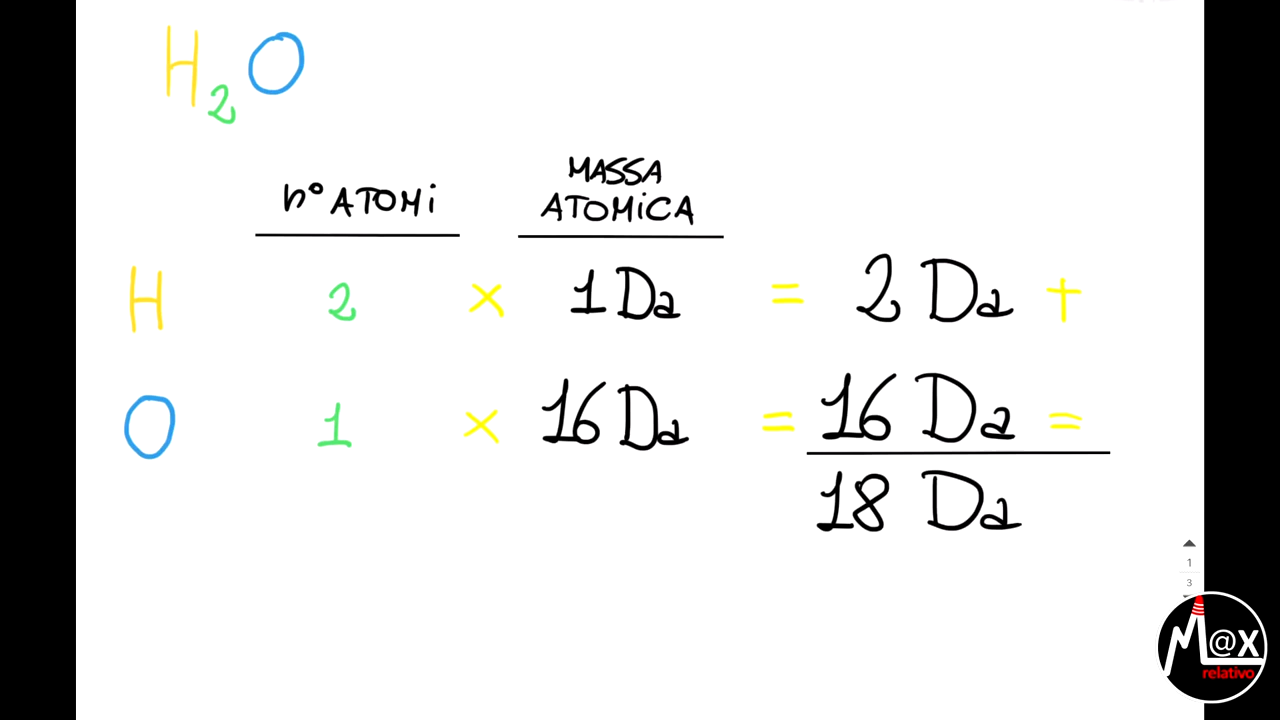 H₂O
n° ATOMi
MASSA
ATOMiCA
H 2 × 1 Da = 2 Da +
O 1 × 16 Da = 16 Da =
18 Da
1
3
M@x
relativo